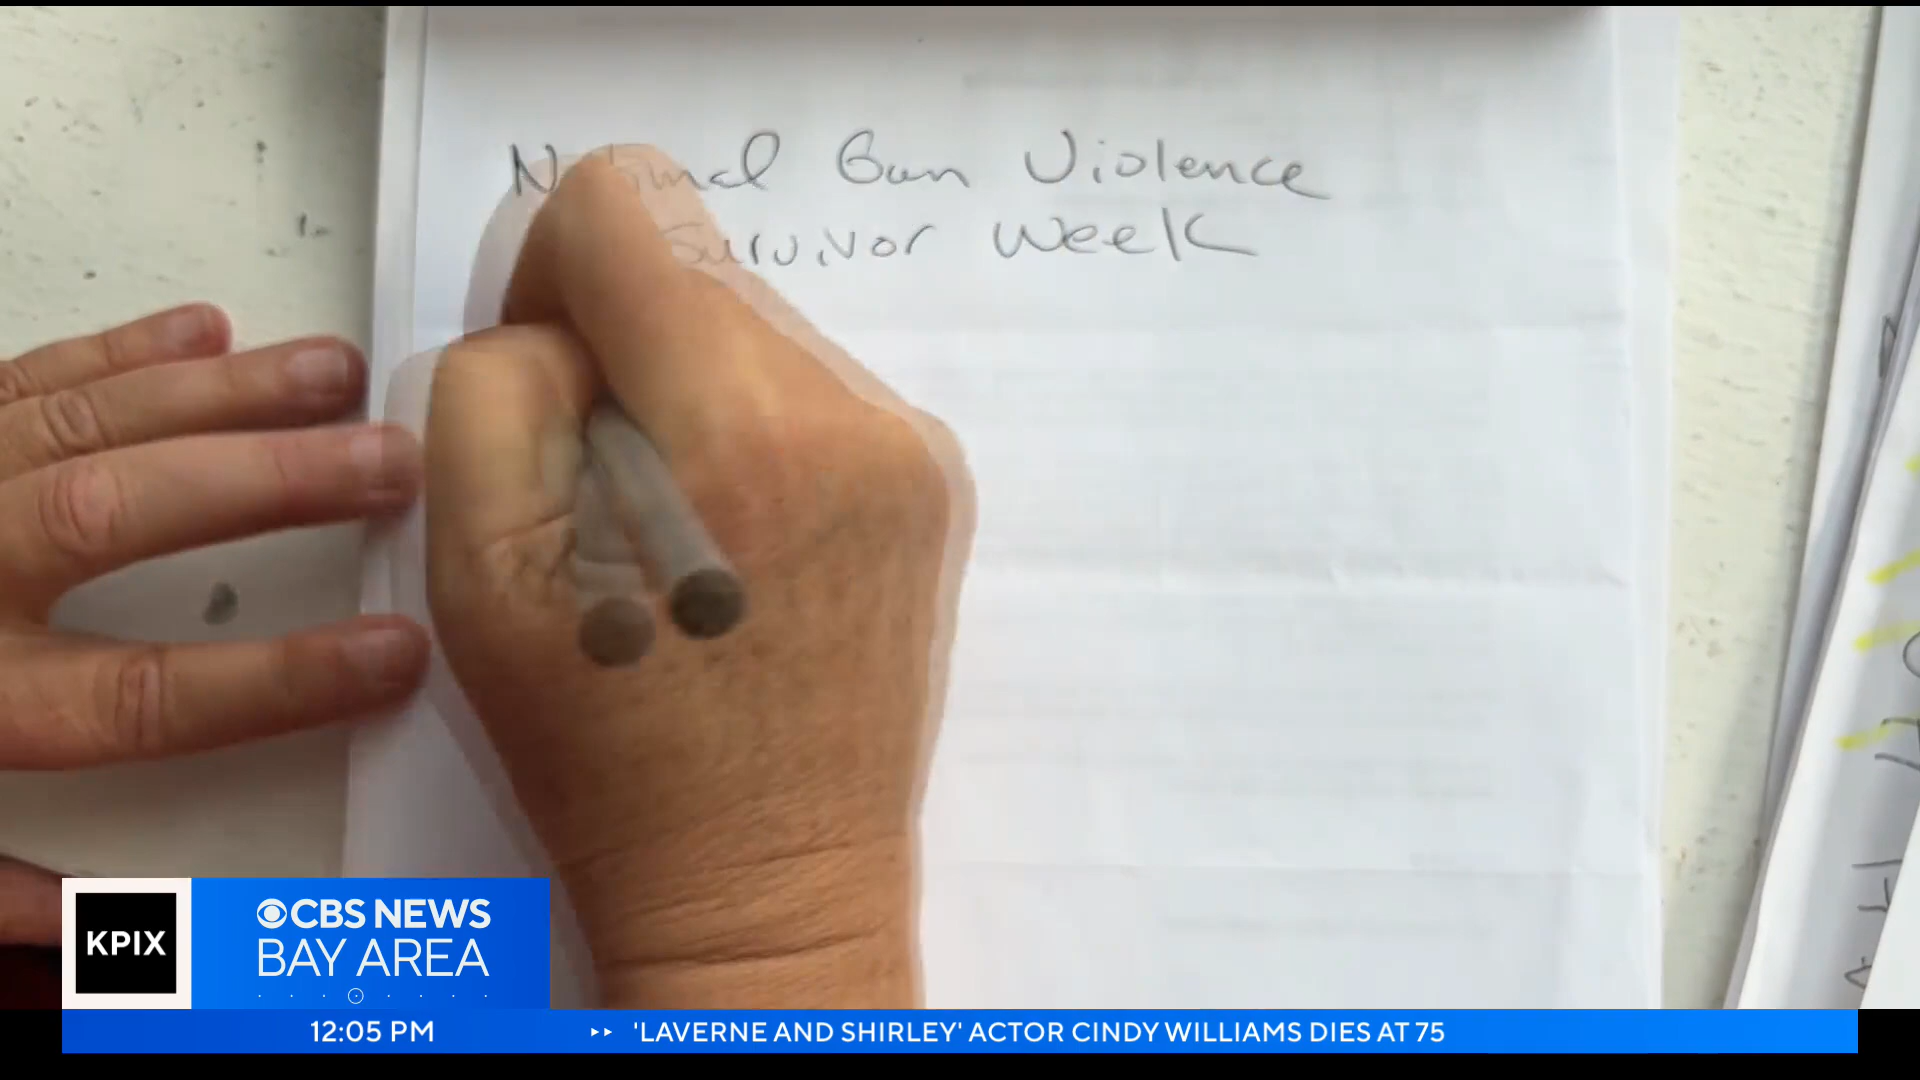 National Gun Violence
Survivor Week
KPIX
CBS NEWS
BAY AREA
12:05 PM
'LAVERNE AND SHIRLEY' ACTOR CINDY WILLIAMS DIES AT 75